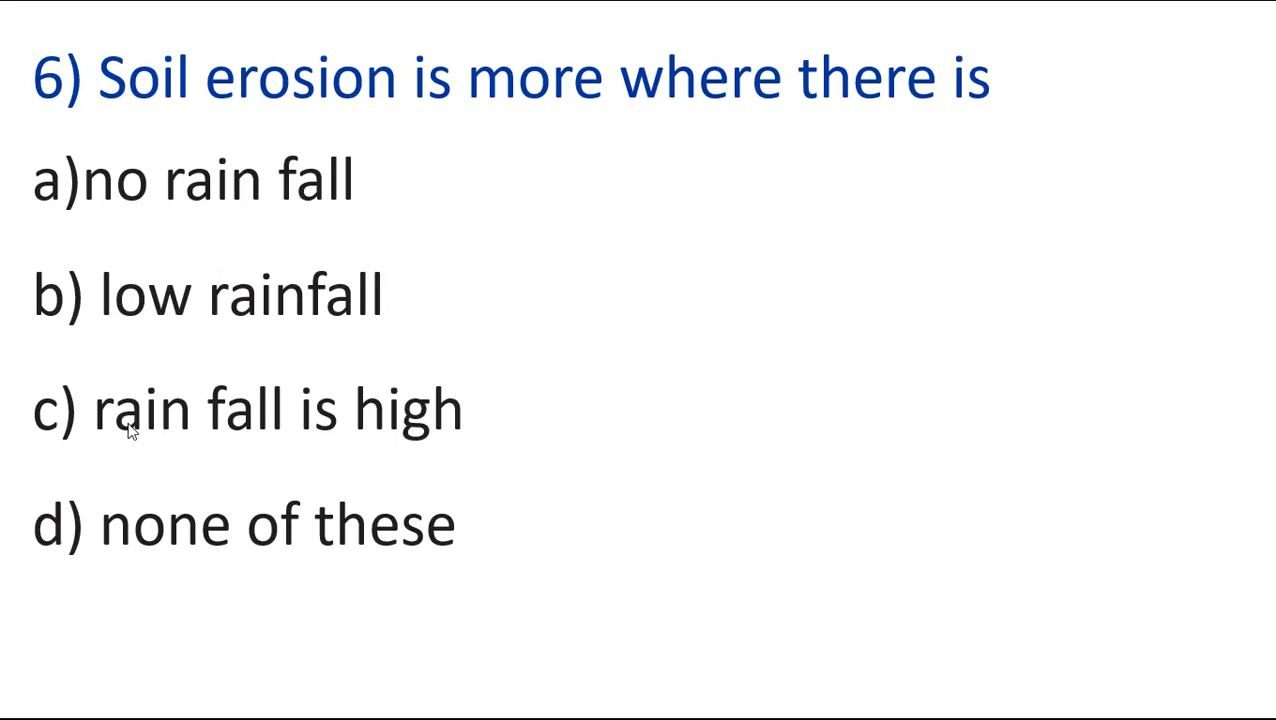 6) Soil erosion is more where there is
a)no rain fall
b) low rainfall
c) rain fall is high
d) none of these